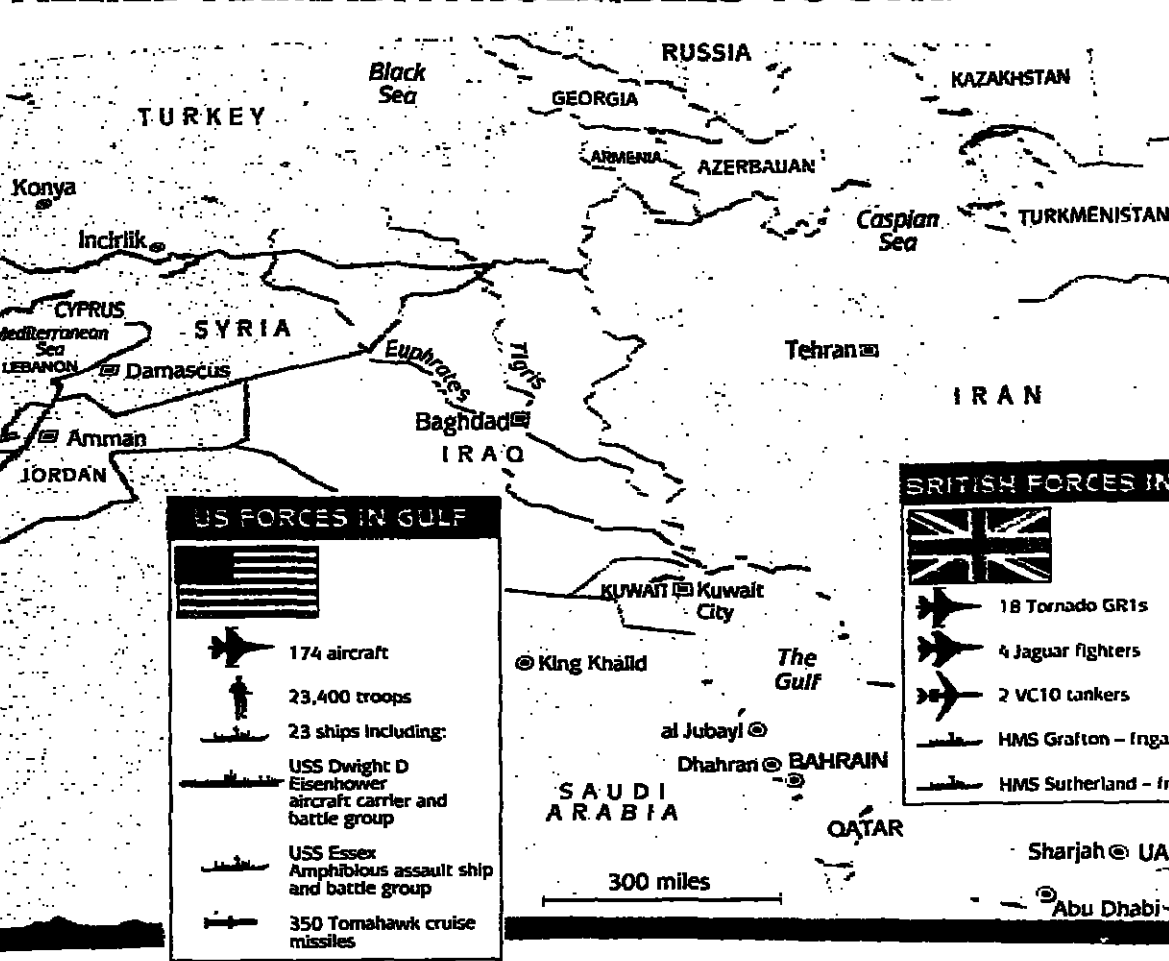 RUSSIA
Black
Sea
KAZAKHSTAN
GEORGIA
TURKEY
ARMENIA
AZERBAIJAN
Konya
Caspian
Sea
TURKMENISTAN
Incirlik
CYPRUS
Mediterranean
Sea
SYRIA
LEBANON
Damascus
Euphrates
Tigris
Tehran
IRAN
Baghdad
IRAQ
Amman
JORDAN
US FORCES IN GULF
174 aircraft
23,400 troops
23 ships including:
USS Dwight D
Eisenhower
aircraft carrier and
battle group
USS Essex
Amphibious assault ship
and battle group
350 Tomahawk cruise
missiles
BRITISH FORCES IN
18 Tornado GR1s
4 Jaguar fighters
2 VC10 tankers
HMS Grafton –
HMS Sutherland –
KUWAIT
Kuwait
City
King Khalid
The
Gulf
al Jubayl
Dhahran
BAHRAIN
SAUDI
ARABIA
QATAR
Sharjah
300 miles
Abu Dhabi